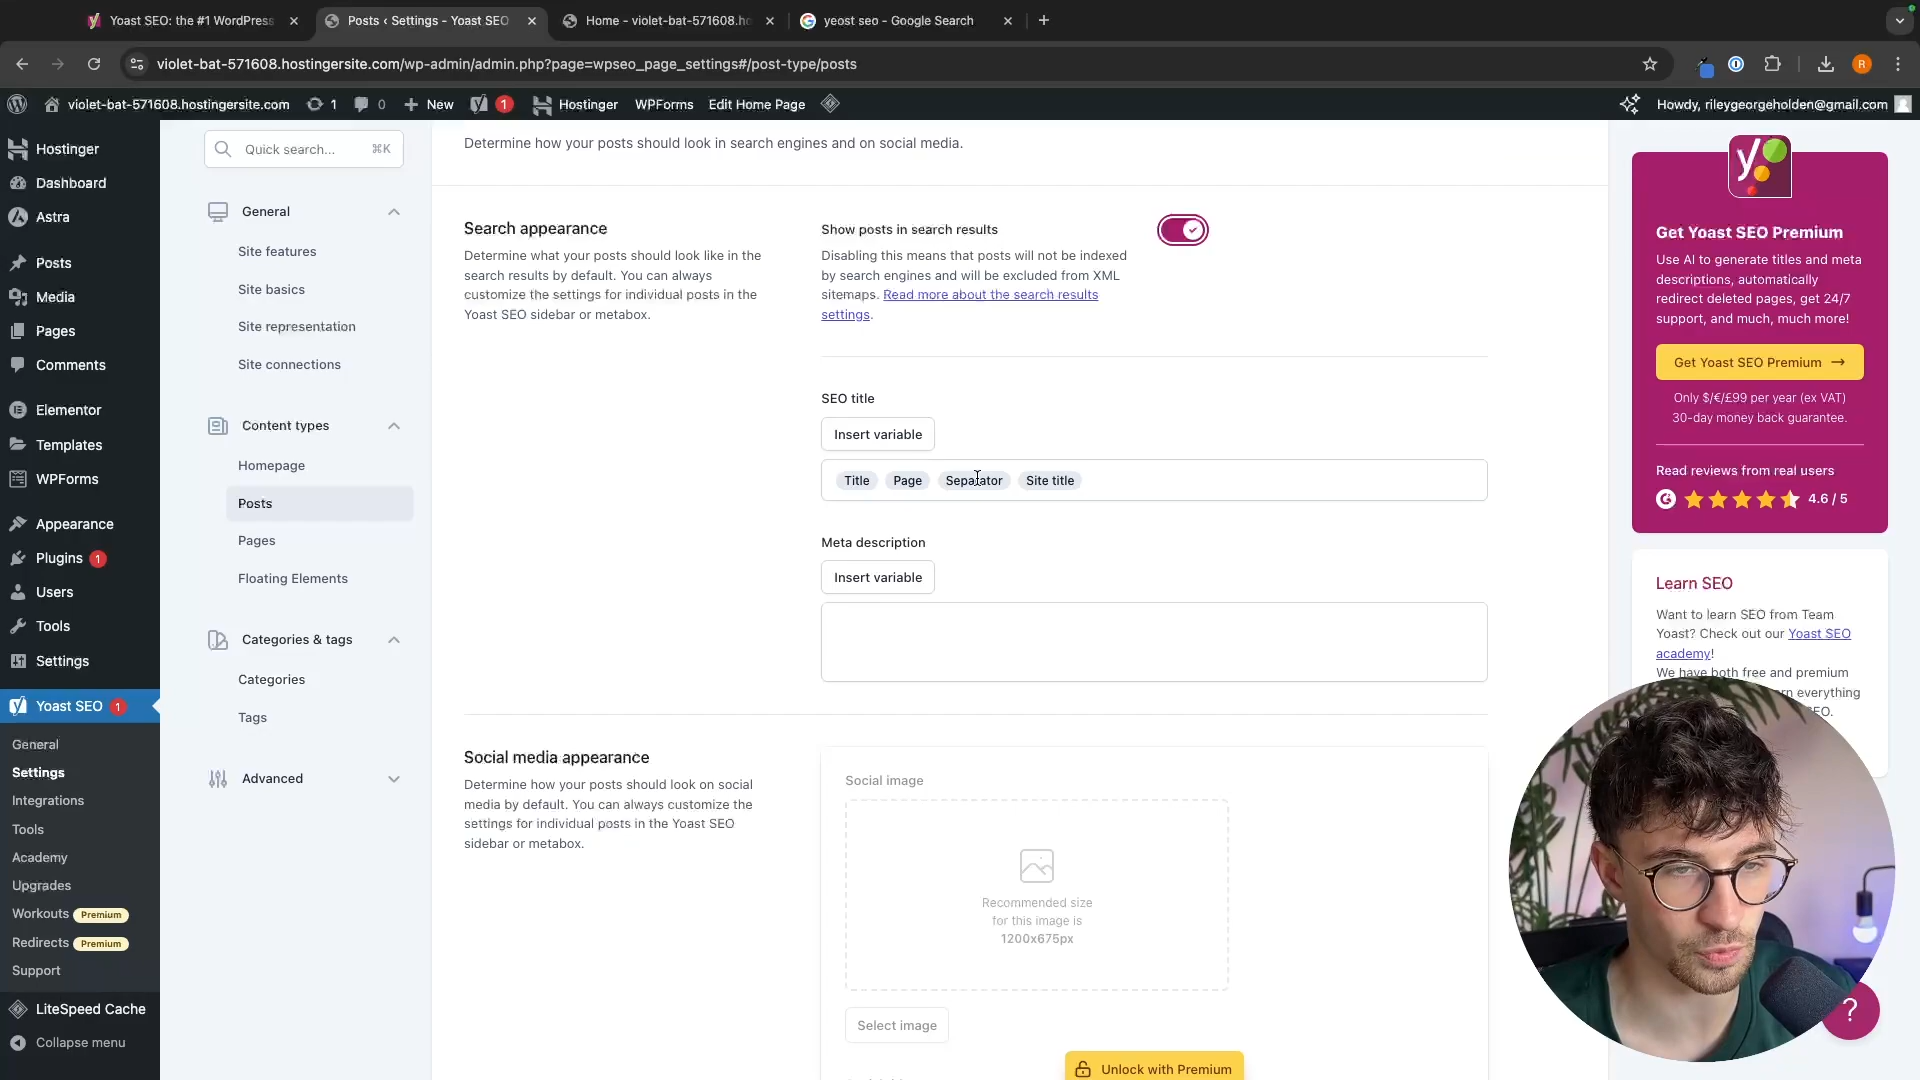 Yoast SEO: the #1 WordPress
Posts ‹ Settings - Yoast SEO
Home - violet-bat-571608.ho
yeost seo - Google Search
violet-bat-571608.hostingersite.com/wp-admin/admin.php?page=wpseo_page_settings#/post-type/posts
R
violet-bat-571608.hostingersite.com
1
0
New
1
Hostinger
WPForms
Edit Home Page
Howdy, rileygeorgeholden@gmail.com
Hostinger
Dashboard
Astra
Posts
Media
Pages
Comments
Elementor
Templates
WPForms
Appearance
Plugins 1
Users
Tools
Settings
Yoast SEO 1
General
Settings
Integrations
Tools
Academy
Upgrades
Workouts Premium
Redirects Premium
Support
LiteSpeed Cache
Collapse menu
Quick search... ⌘K
General
Site features
Site basics
Site representation
Site connections
Content types
Homepage
Posts
Pages
Floating Elements
Categories & tags
Categories
Tags
Advanced
Determine how your posts should look in search engines and on social media.
Search appearance
Determine what your posts should look like in the
search results by default. You can always
customize the settings for individual posts in the
Yoast SEO sidebar or metabox.
Show posts in search results
Disabling this means that posts will not be indexed
by search engines and will be excluded from XML
sitemaps. Read more about the search results
settings.
SEO title
Insert variable
Title Page Separator Site title
Meta description
Insert variable
Social media appearance
Determine how your posts should look on social
media by default. You can always customize the
settings for individual posts in the Yoast SEO
sidebar or metabox.
Social image
Recommended size
for this image is
1200x675px
Select image
Unlock with Premium
Get Yoast SEO Premium
Use AI to generate titles and meta
descriptions, automatically
redirect deleted pages, get 24/7
support, and much, much more!
Get Yoast SEO Premium →
Only $/€/£99 per year (ex VAT)
30-day money back guarantee.
Read reviews from real users
4.6 / 5
Learn SEO
Want to learn SEO from Team
Yoast? Check out our Yoast SEO
academy!
We have both free and premium
everything
SEO.
?